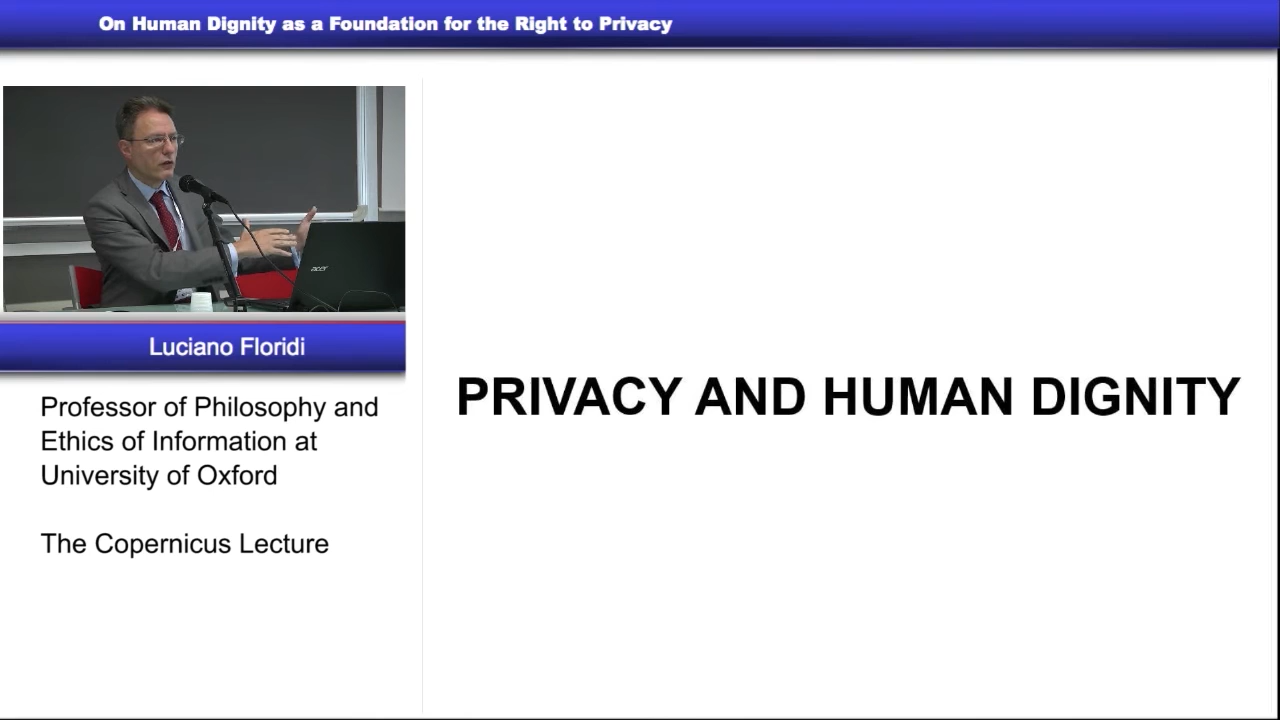 On Human Dignity as a Foundation for the Right to Privacy
acer
Luciano Floridi
Professor of Philosophy and
Ethics of Information at
University of Oxford
The Copernicus Lecture
PRIVACY AND HUMAN DIGNITY